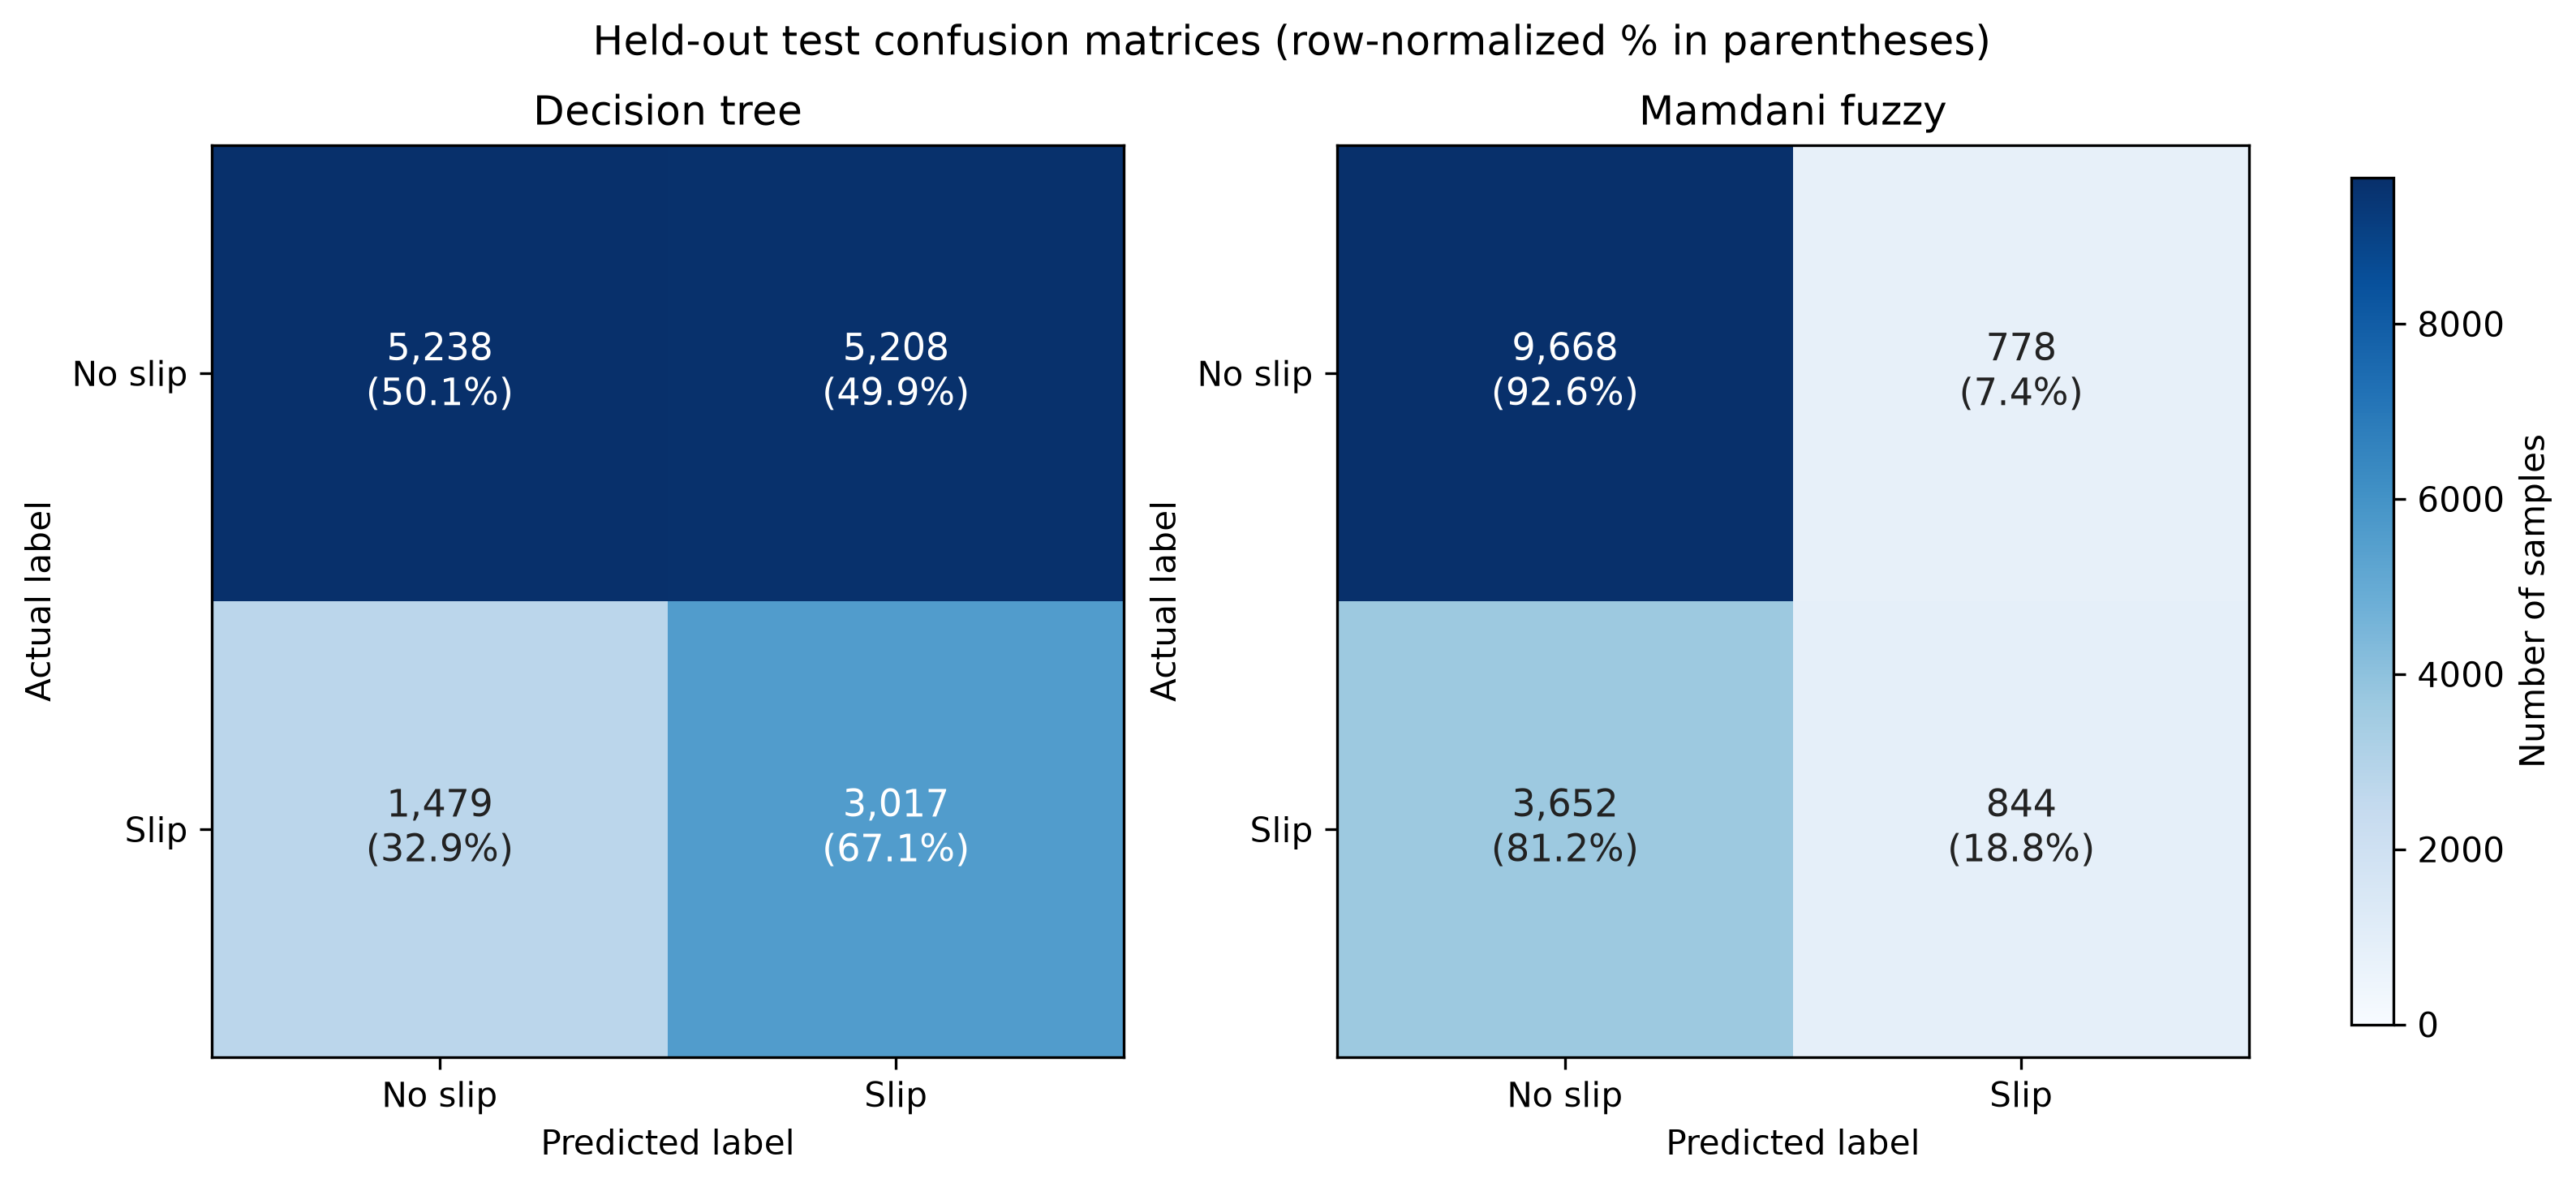 Held-out test confusion matrices (row-normalized % in parentheses)
Decision tree
Actual label
No slip
5,238
(50.1%)
5,208
(49.9%)
Slip
1,479
(32.9%)
3,017
(67.1%)
No slip
Slip
Predicted label
Mamdani fuzzy
Actual label
No slip
9,668
(92.6%)
778
(7.4%)
Slip
3,652
(81.2%)
844
(18.8%)
No slip
Slip
Predicted label
8000
6000
4000
2000
0
Number of samples